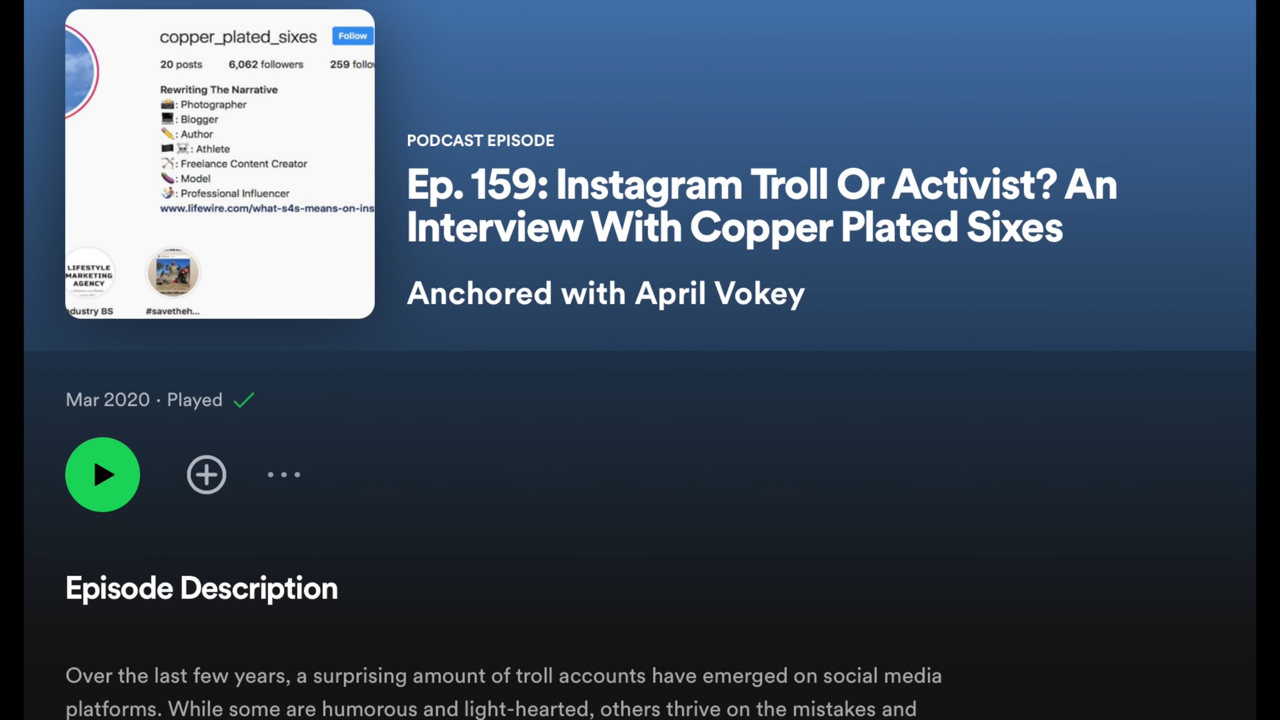 copper_plated_sixes Follow
20 posts 6,062 followers 259 follov
Rewriting The Narrative
: Photographer
: Blogger
: Author
: Athlete
: Freelance Content Creator
: Model
: Professional Influencer
www.lifewire.com/what-s4s-means-on-ins
LIFESTYLE
MARKETING
AGENCY
dustry BS #savetheh...
PODCAST EPISODE
Ep. 159: Instagram Troll Or Activist? An
Interview With Copper Plated Sixes
Anchored with April Vokey
Mar 2020 · Played
Episode Description
Over the last few years, a surprising amount of troll accounts have emerged on social media
platforms. While some are humorous and light-hearted, others thrive on the mistakes and